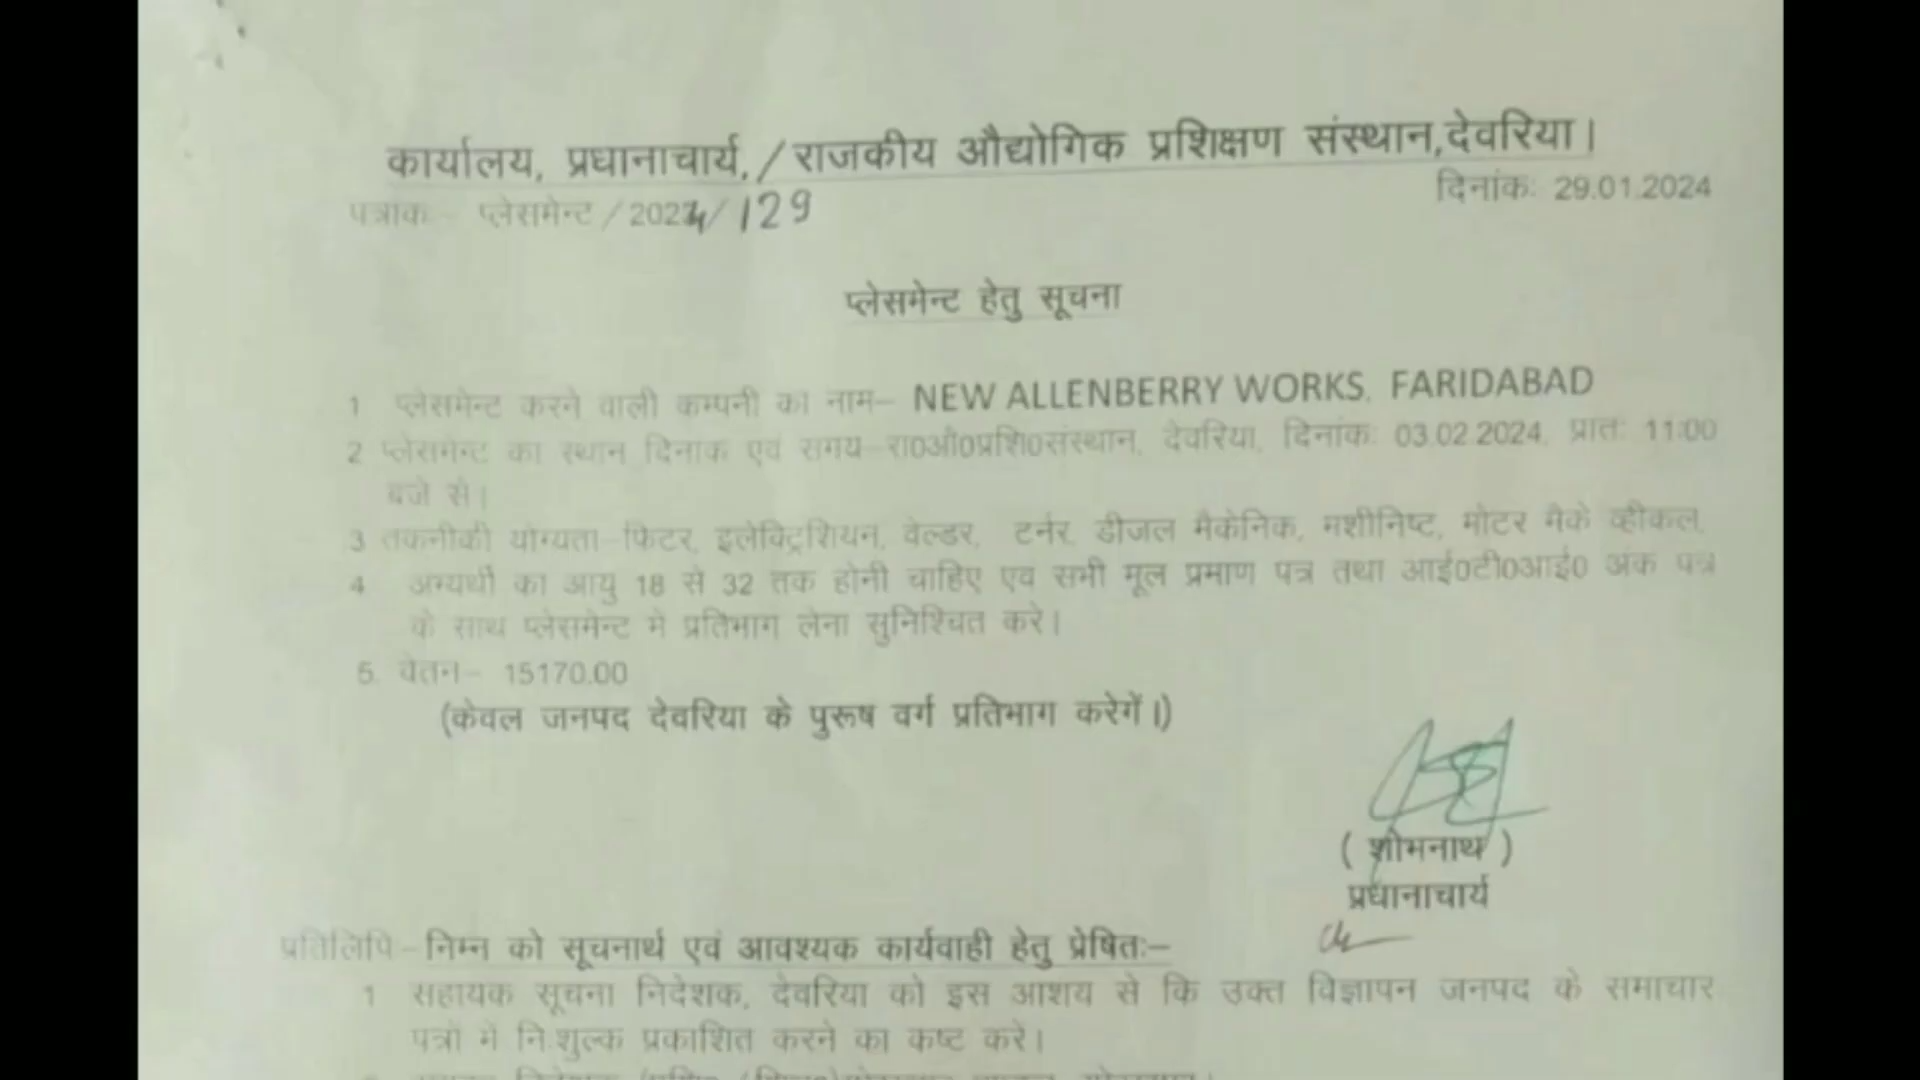 कार्यालय, प्रधानाचार्य,/राजकीय औद्योगिक प्रशिक्षण संस्थान,देवरिया।
दिनांकः 29.01.2024
पत्रांक:- प्लेसमेन्ट /2024/129
प्लेसमेन्ट हेतु सूचना
1 प्लेसमेन्ट करने वाली कम्पनी का नाम– NEW ALLENBERRY WORKS, FARIDABAD
2 प्लेसमेन्ट का स्थान दिनांक एवं समय–रा0औ0प्रशि0संस्थान, देवरिया, दिनांकः 03.02.2024, प्रातः 11:00
बजे से।
3 तकनीकी योग्यता–फिटर, इलेक्ट्रिशियन, वेल्डर, टर्नर, डीजल मैकेनिक, मशीनिष्ट, मोटर मैके व्हीकल,
4 अभ्यर्थी का आयु 18 से 32 तक होनी चाहिए एवं सभी मूल प्रमाण पत्र तथा आई0टी0आई0 अंक पत्र
के साथ प्लेसमेन्ट मे प्रतिभाग लेना सुनिश्चित करे।
5. वेतन– 15170.00
(केवल जनपद देवरिया के पुरूष वर्ग प्रतिभाग करेगें।)
( शोमनाथ )
प्रधानाचार्य
प्रतिलिपि– निम्न को सूचनार्थ एवं आवश्यक कार्यवाही हेतु प्रेषितः–
1 सहायक सूचना निदेशक, देवरिया को इस आशय से कि उक्त विज्ञापन जनपद के समाचार
पत्रों में नि:शुल्क प्रकाशित करने का कष्ट करे।